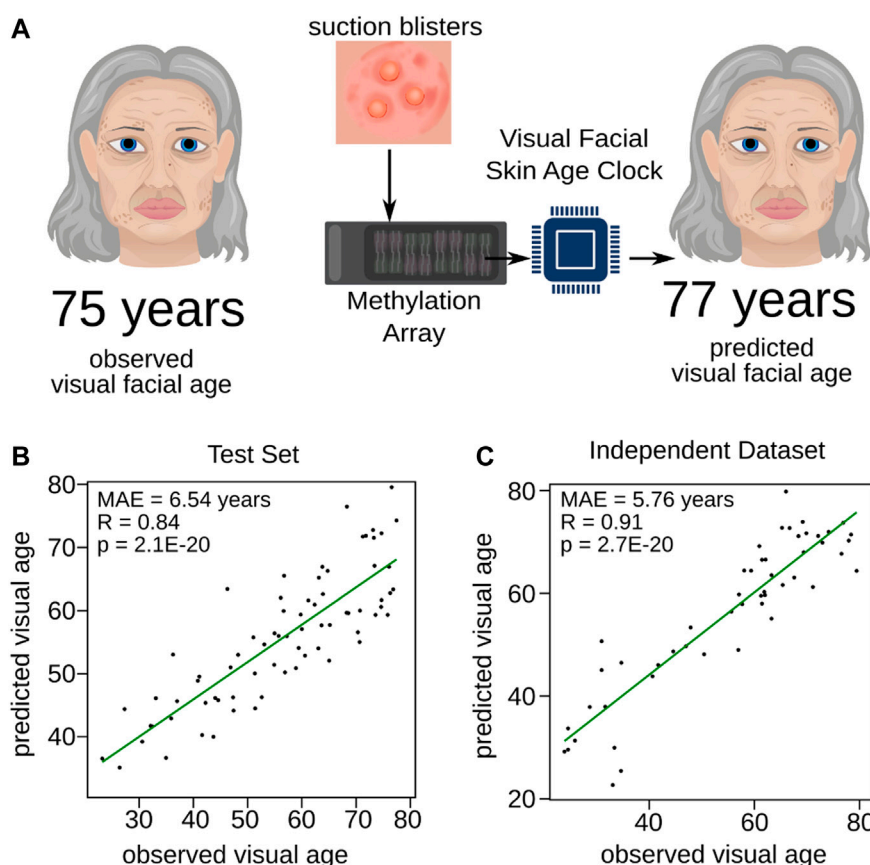 A
suction blisters
Visual Facial
Skin Age Clock
Methylation
Array
75 years
observed
visual facial age
77 years
predicted
visual facial age
B
Test Set
MAE = 6.54 years
R = 0.84
p = 2.1E-20
80
70
60
50
40
predicted visual age
30 40 50 60 70 80
observed visual age
C
Independent Dataset
MAE = 5.76 years
R = 0.91
p = 2.7E-20
80
60
40
20
predicted visual age
40 60 80
observed visual age